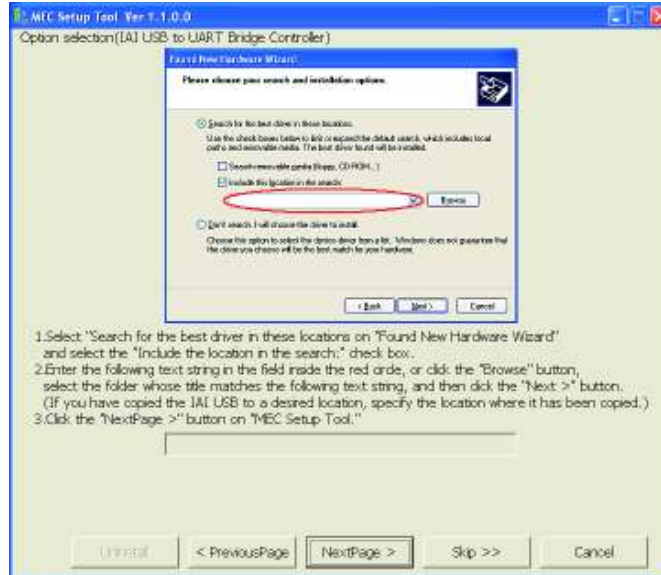 MEC Setup Tool Ver 1.1.0.0
Option selection(IAI USB to UART Bridge Controller)
Found New Hardware Wizard
Please choose your search and installation options.
Search for the best driver in these locations.
Use the check boxes below to limit or expand the default search, which includes local
paths and removable media. The best driver found will be installed.
Search removable media (floppy, CD-ROM...)
Include this location in the search:
Browse
Don't search. I will choose the driver to install.
Choose this option to select the device driver from a list. Windows does not guarantee that
the driver you choose will be the best match for your hardware.
< Back
Next >
Cancel
1.Select "Search for the best driver in these locations on "Found New Hardware Wizard"
and select the "Include the location in the search:" check box.
2.Enter the following text string in the field inside the red circle, or click the "Browse" button,
select the folder whose title matches the following text string, and then click the "Next >" button.
(If you have copied the IAI USB to a desired location, specify the location where it has been copied.)
3.Click the "NextPage >" button on "MEC Setup Tool."
Uninstall
< PreviousPage
NextPage >
Skip >>
Cancel